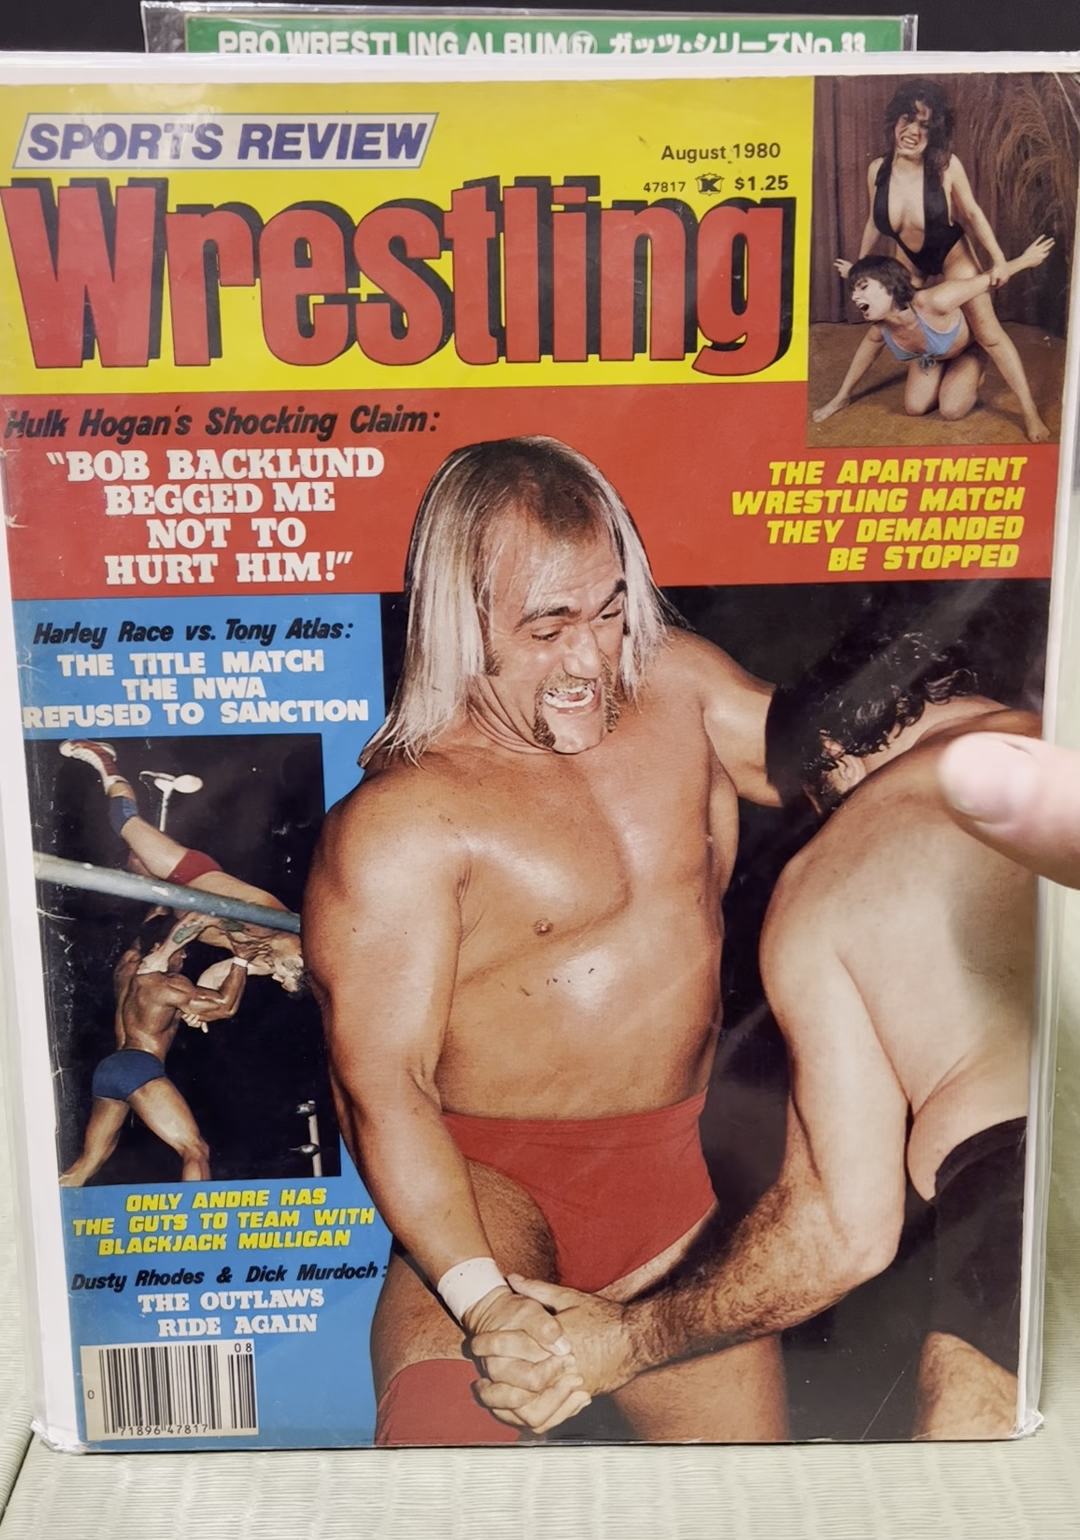 PRO WRESTLING ALBUM㊼ ガッツ・シリーズNo.33
SPORTS REVIEW
August 1980
47817 K $1.25
Wrestling
Hulk Hogan's Shocking Claim:
"BOB BACKLUND
BEGGED ME
NOT TO
HURT HIM!"
THE APARTMENT
WRESTLING MATCH
THEY DEMANDED
BE STOPPED
Harley Race vs. Tony Atlas:
THE TITLE MATCH
THE NWA
REFUSED TO SANCTION
ONLY ANDRE HAS
THE GUTS TO TEAM WITH
BLACKJACK MULLIGAN
Dusty Rhodes & Dick Murdoch:
THE OUTLAWS
RIDE AGAIN
08
0
71896 47817